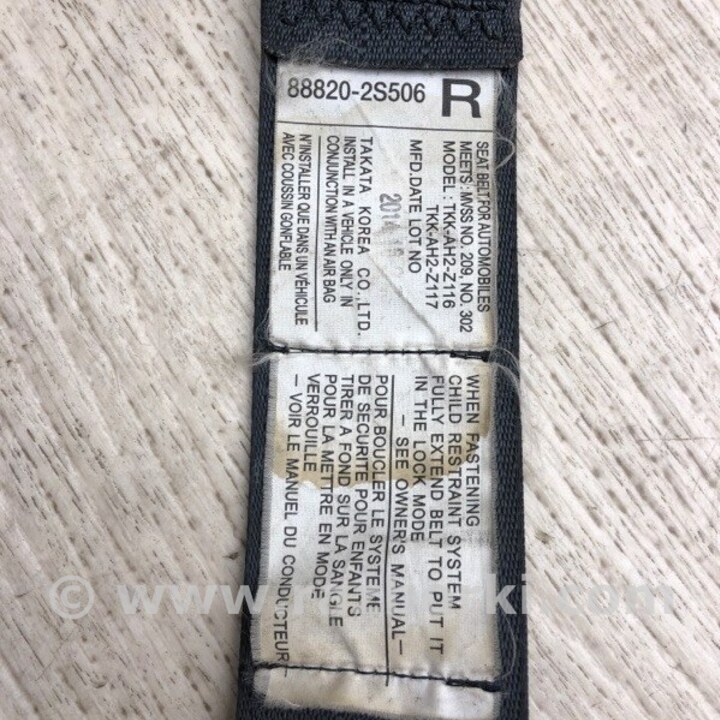 88820-2S506 R
SEAT BELT FOR AUTOMOBILES
MEETS : MVSS NO. 209, NO. 302
MODEL : TKK-AH2-Z116
TKK-AH2-Z117
MFD.DATE LOT NO
2014
TAKATA KOREA CO.,LTD.
INSTALL IN A VEHICLE ONLY IN
CONJUNCTION WITH AN AIR BAG
N'INSTALLER QUE DANS UN VÉHICULE
AVEC COUSSIN GONFLABLE
WHEN FASTENING
CHILD RESTRAINT SYSTEM
FULLY EXTEND BELT TO PUT IT
IN THE LOCK MODE
— SEE OWNER'S MANUAL—
POUR BOUCLER LE SYSTEME
DE SECURITE POUR ENFANTS
TIRER A FOND SUR LA SANGLE
POUR LA METTRE EN MODE
VERROUILLE
— VOIR LE MANUEL DU CONDUCTEUR—